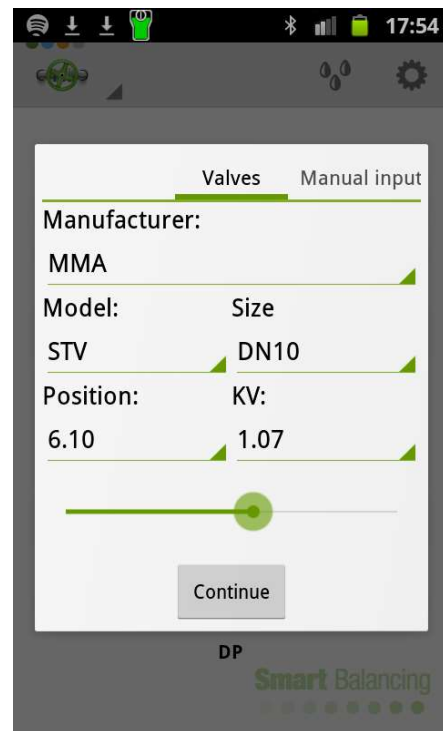 17:54
Valves Manual input
Manufacturer:
MMA
Model: Size
STV DN10
Position: KV:
6.10 1.07
Continue
DP
Smart Balancing